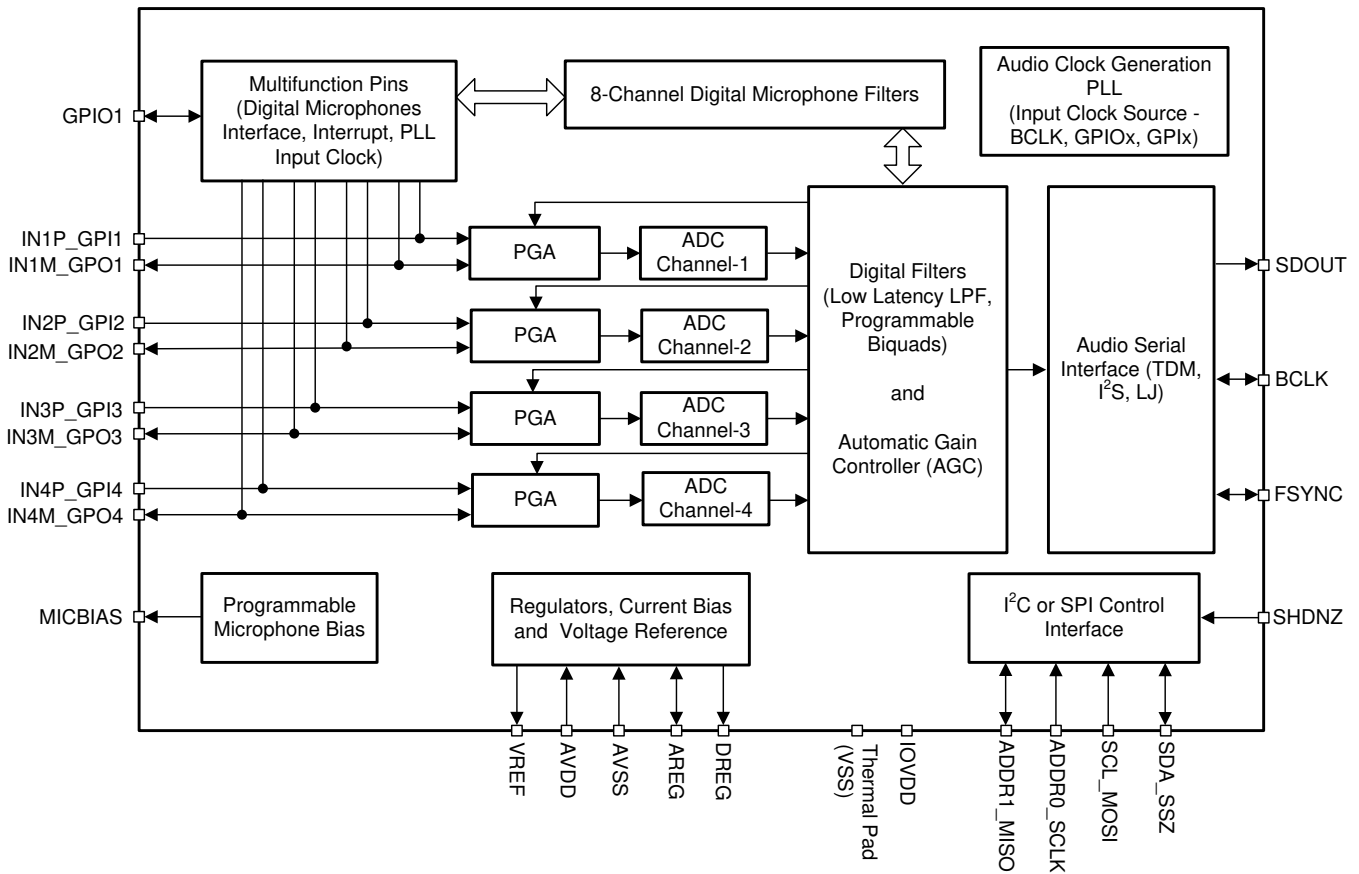 Multifunction Pins
(Digital Microphones
Interface, Interrupt, PLL
Input Clock)
8-Channel Digital Microphone Filters
Audio Clock Generation
PLL
(Input Clock Source -
BCLK, GPIOx, GPIx)
GPIO1
IN1P_GPI1
IN1M_GPO1
IN2P_GPI2
IN2M_GPO2
IN3P_GPI3
IN3M_GPO3
IN4P_GPI4
IN4M_GPO4
MICBIAS
PGA
ADC
Channel-1
PGA
ADC
Channel-2
PGA
ADC
Channel-3
PGA
ADC
Channel-4
Digital Filters
(Low Latency LPF,
Programmable
Biquads)
and
Automatic Gain
Controller (AGC)
Audio Serial
Interface (TDM,
I²S, LJ)
SDOUT
BCLK
FSYNC
SHDNZ
Programmable
Microphone Bias
Regulators, Current Bias
and Voltage Reference
I²C or SPI Control
Interface
VREF
AVDD
AVSS
AREG
DREG
Thermal Pad
(VSS)
IOVDD
ADDR1_MISO
ADDR0_SCLK
SCL_MOSI
SDA_SSZ